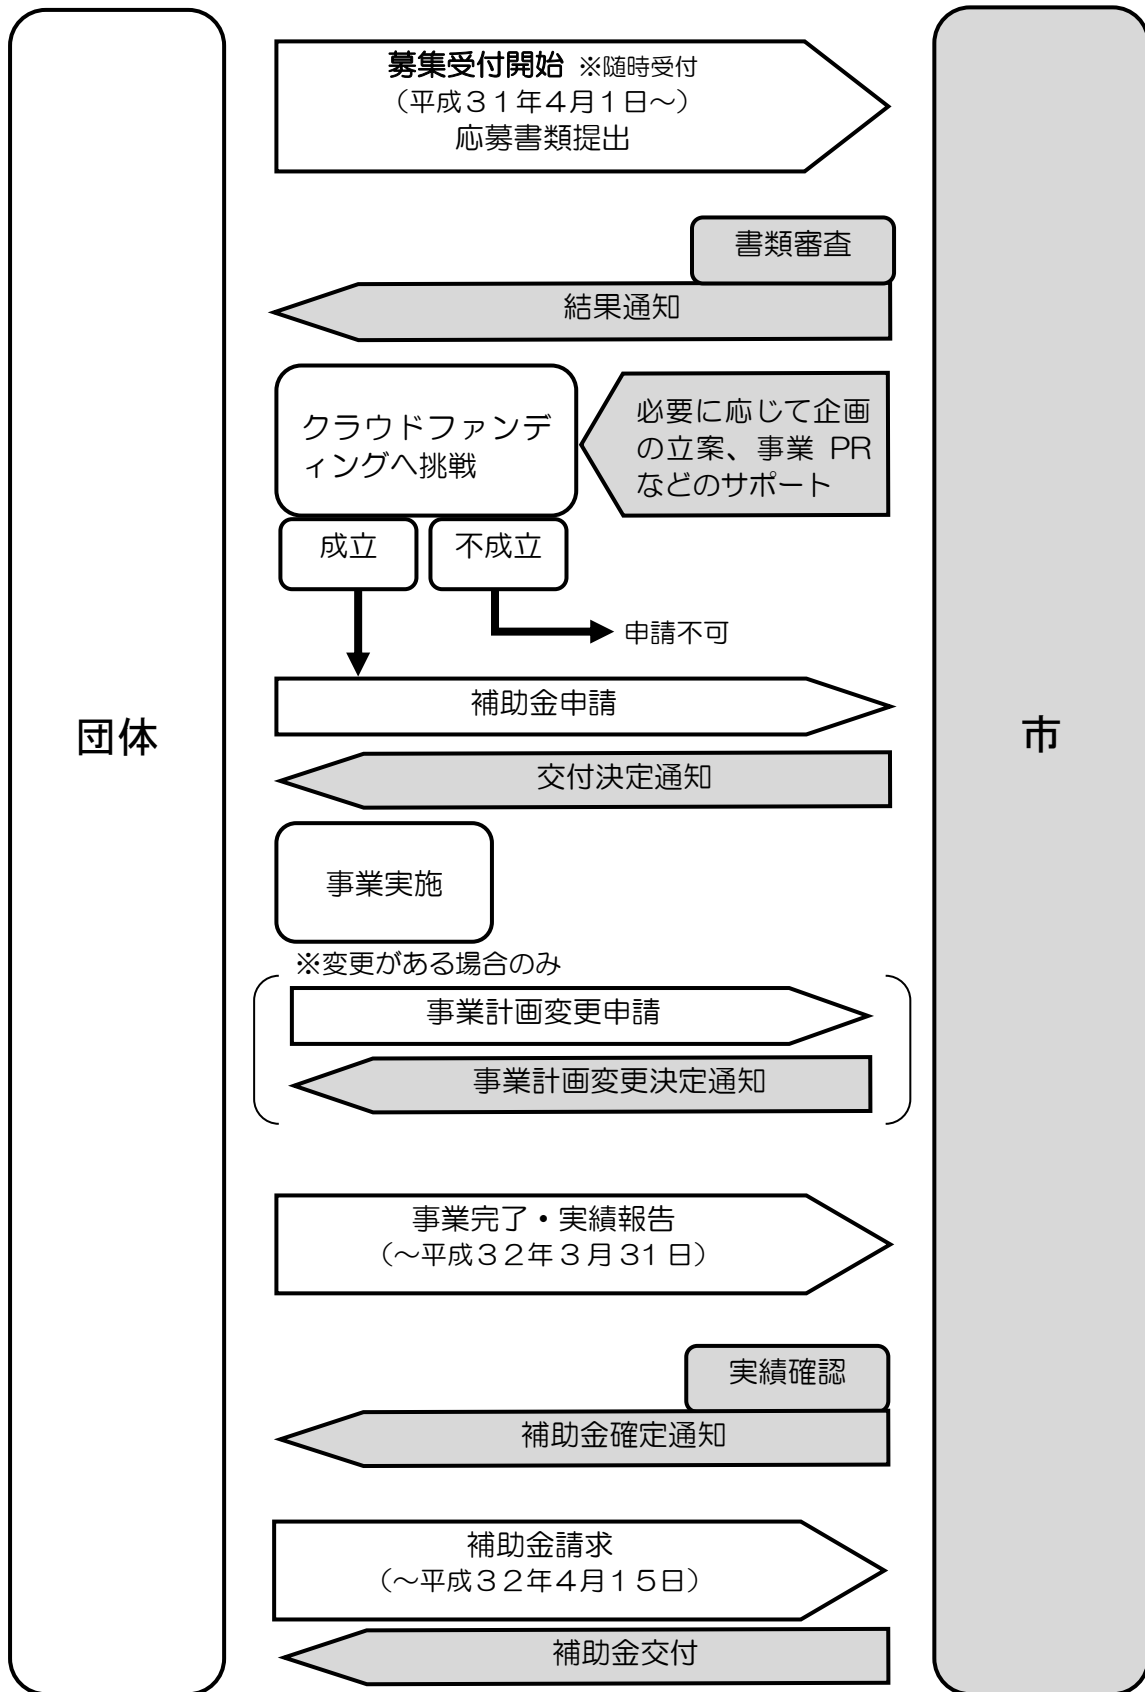 募集受付開始 ※随時受付
（平成３１年４月１日～）
応募書類提出
書類審査
結果通知
クラウドファンデ
ィングへ挑戦
必要に応じて企画
の立案、事業 PR
などのサポート
成立
不成立
申請不可
補助金申請
団体
市
交付決定通知
事業実施
※変更がある場合のみ
事業計画変更申請
事業計画変更決定通知
事業完了・実績報告
（～平成３２年３月31日）
実績確認
補助金確定通知
補助金請求
（～平成３２年４月１５日）
補助金交付